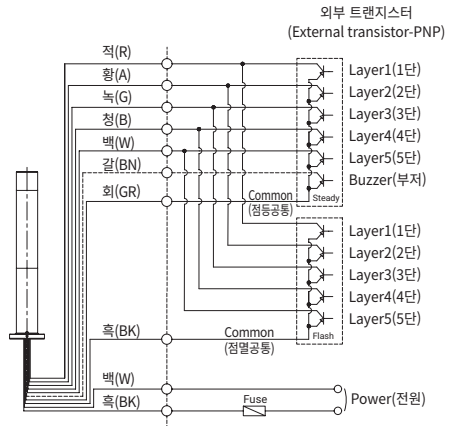 외부 트랜지스터
(External transistor-PNP)
적(R)
황(A)
녹(G)
청(B)
백(W)
갈(BN)
회(GR)
Common
(점등공통)
Steady
Layer1(1단)
Layer2(2단)
Layer3(3단)
Layer4(4단)
Layer5(5단)
Buzzer(부저)
Layer1(1단)
Layer2(2단)
Layer3(3단)
Layer4(4단)
Layer5(5단)
흑(BK)
Common
(점멸공통)
Flash
백(W)
흑(BK)
Fuse
Power(전원)